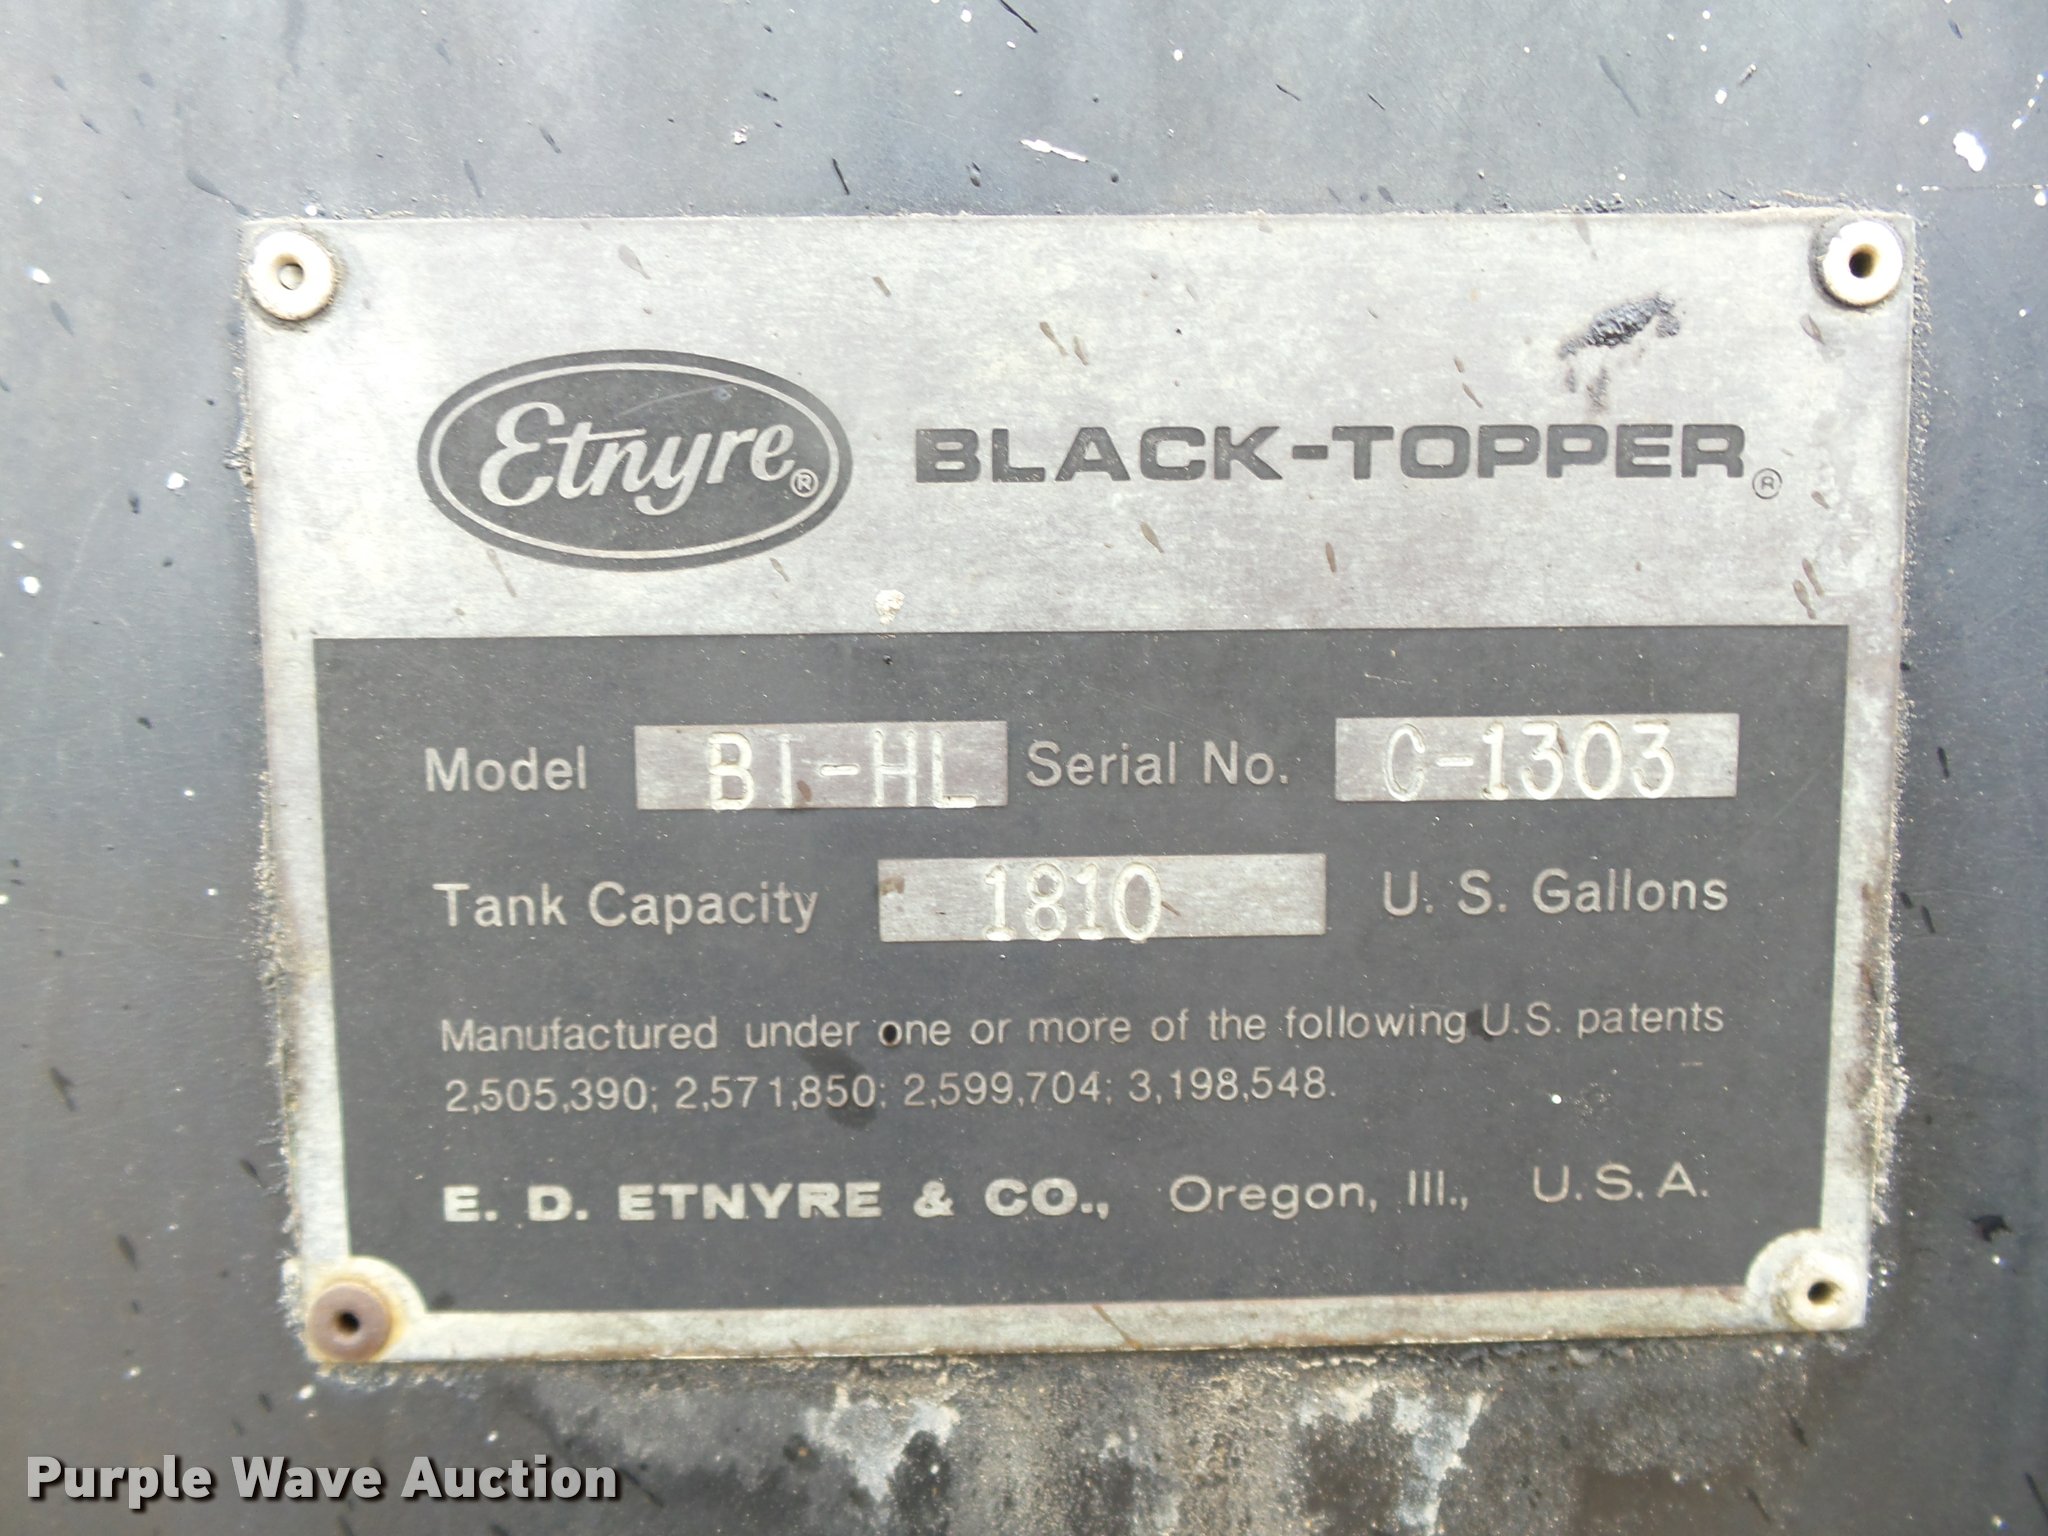 Etnyre® BLACK-TOPPER®
Model BT-HL Serial No. C-1303
Tank Capacity 1810 U. S. Gallons
Manufactured under one or more of the following U.S. patents
2,505,390; 2,571,850; 2,599,704; 3,198,548.
E. D. ETNYRE & CO., Oregon, Ill., U.S.A.
Purple Wave Auction